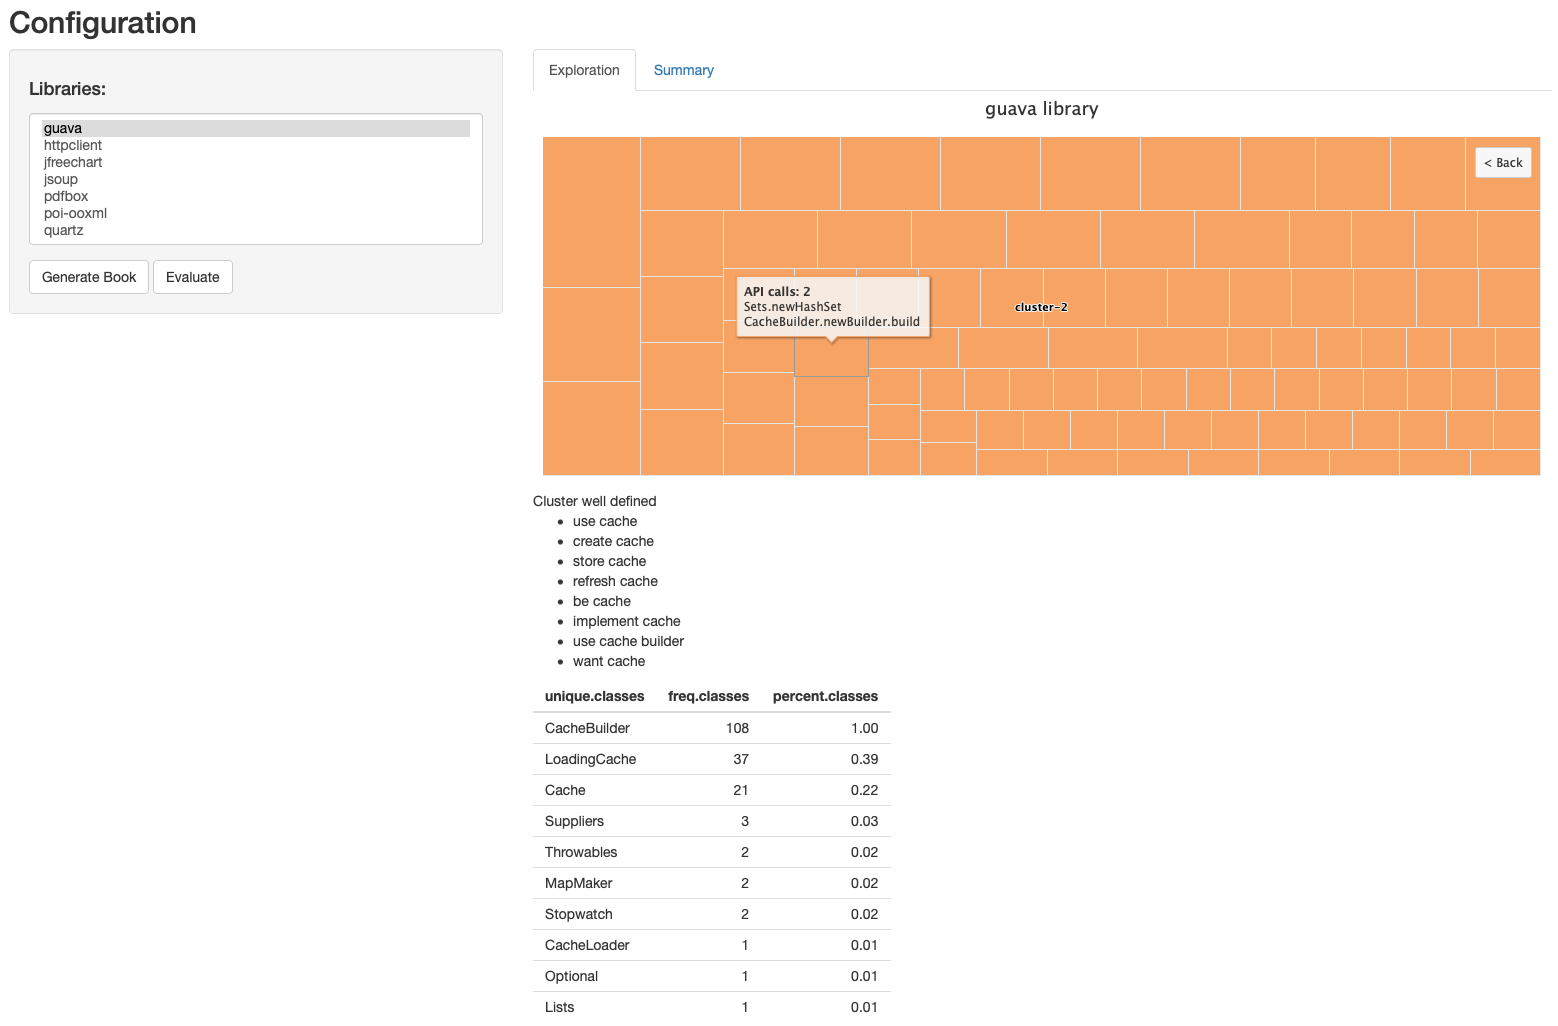 Configuration
Libraries:
guava
httpclient
jfreechart
jsoup
pdfbox
poi-ooxml
quartz
Generate Book
Evaluate
Exploration
Summary
guava library
< Back
API calls: 2
Sets.newHashSet
CacheBuilder.newBuilder.build
cluster-2
Cluster well defined
use cache
create cache
store cache
refresh cache
be cache
implement cache
use cache builder
want cache
unique.classes freq.classes percent.classes
CacheBuilder 108 1.00
LoadingCache 37 0.39
Cache 21 0.22
Suppliers 3 0.03
Throwables 2 0.02
MapMaker 2 0.02
Stopwatch 2 0.02
CacheLoader 1 0.01
Optional 1 0.01
Lists 1 0.01